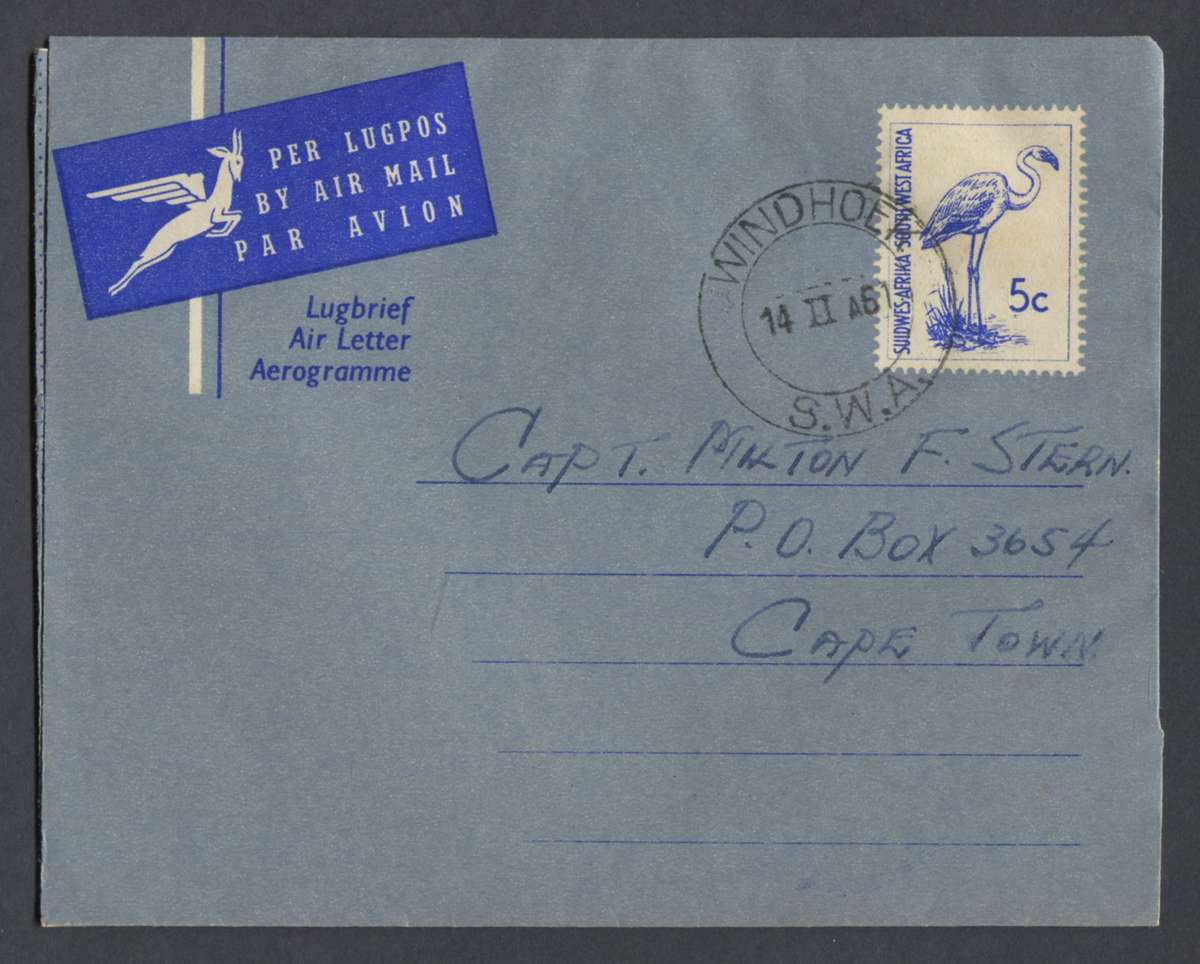 PER LUGPOS
BY AIR MAIL
PAR AVION
Lugbrief
Air Letter
Aerogramme
SUIDWES-AFRIKA·SOUTH WEST AFRICA
5c
WINDHOEK
14 II A61
S.W.A.
CAPT. MILTON F. STERN.
P.O. BOX 3654
CAPE TOWN